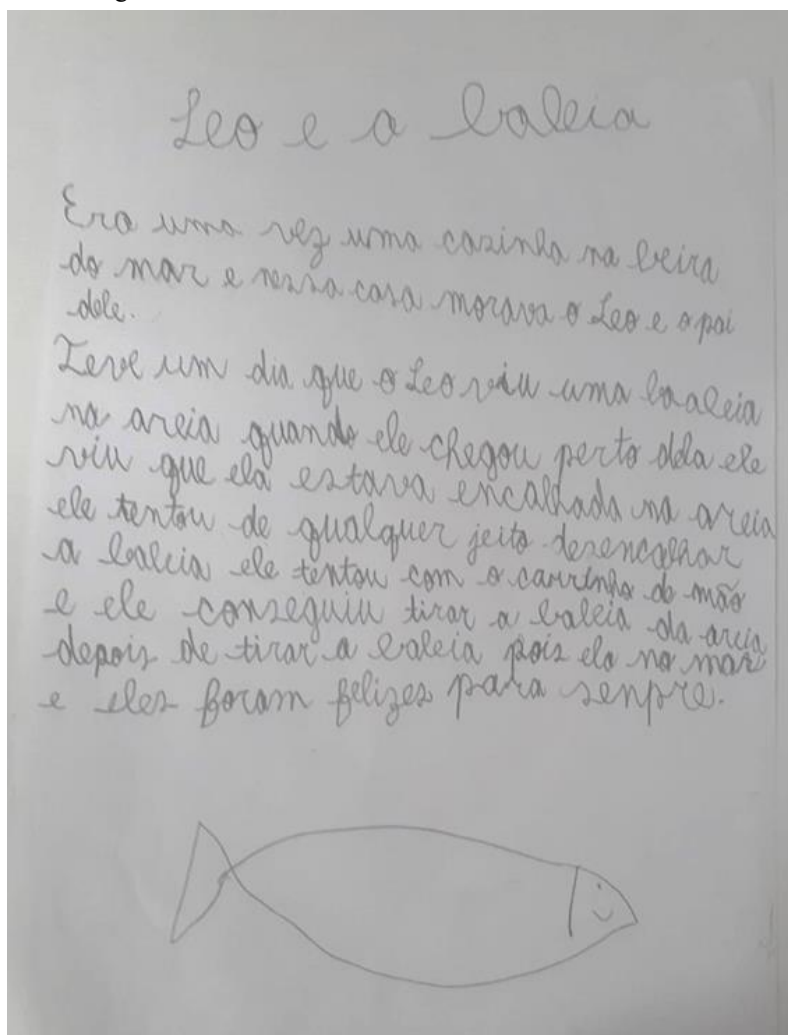 Leo e a baleia
Era uma vez uma casinha na beira
do mar e nessa casa morava o Leo e o pai
dele.
Teve um dia que o Leo viu uma baaleia
na areia quando ele chegou perto dela ele
viu que ela estava encalhada na areia
ele tentou de qualquer jeito desencalhar
a baleia ele tentou com o carrinho de mão
e ele conseguiu tirar a baleia da areia
depois de tirar a baleia pois ela no mar
e eles foram felizes para senpre.